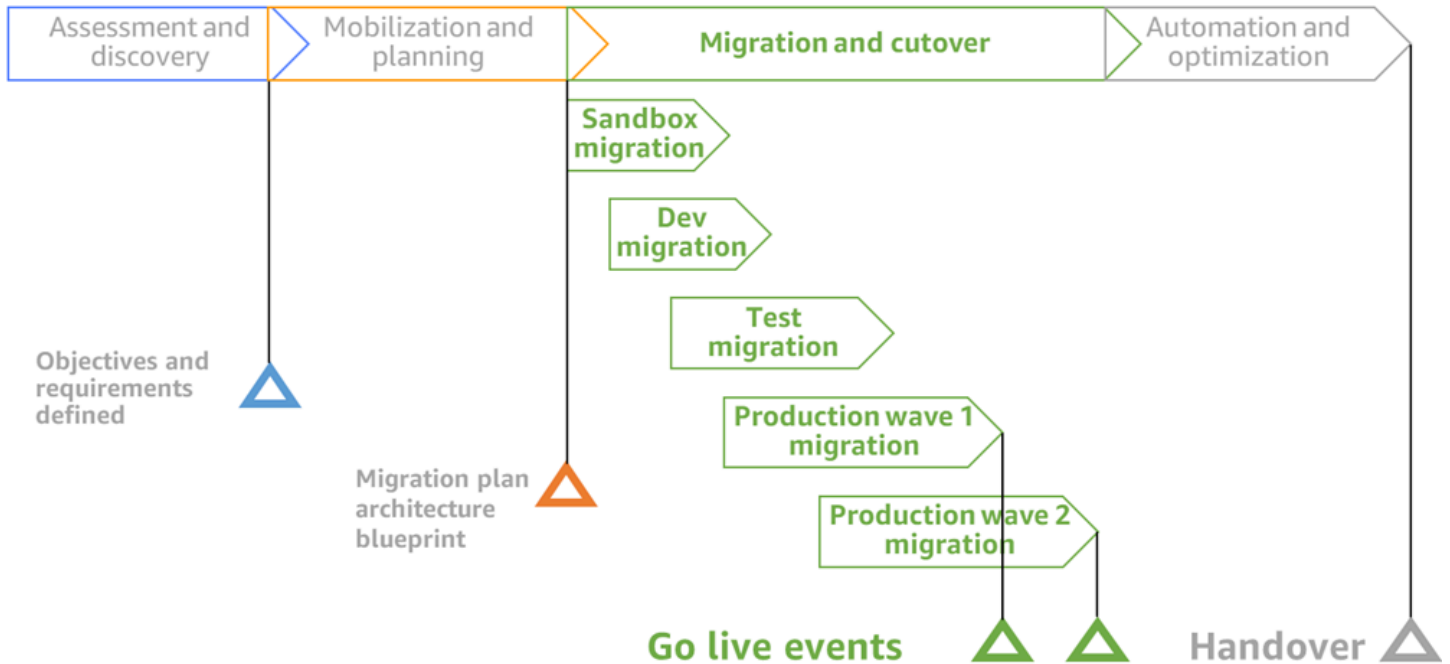 Assessment and
discovery
Mobilization and
planning
Migration and cutover
Automation and
optimization
Sandbox
migration
Dev
migration
Test
migration
Objectives and
requirements
defined
Production wave 1
migration
Migration plan
architecture
blueprint
Production wave 2
migration
Go live events
Handover